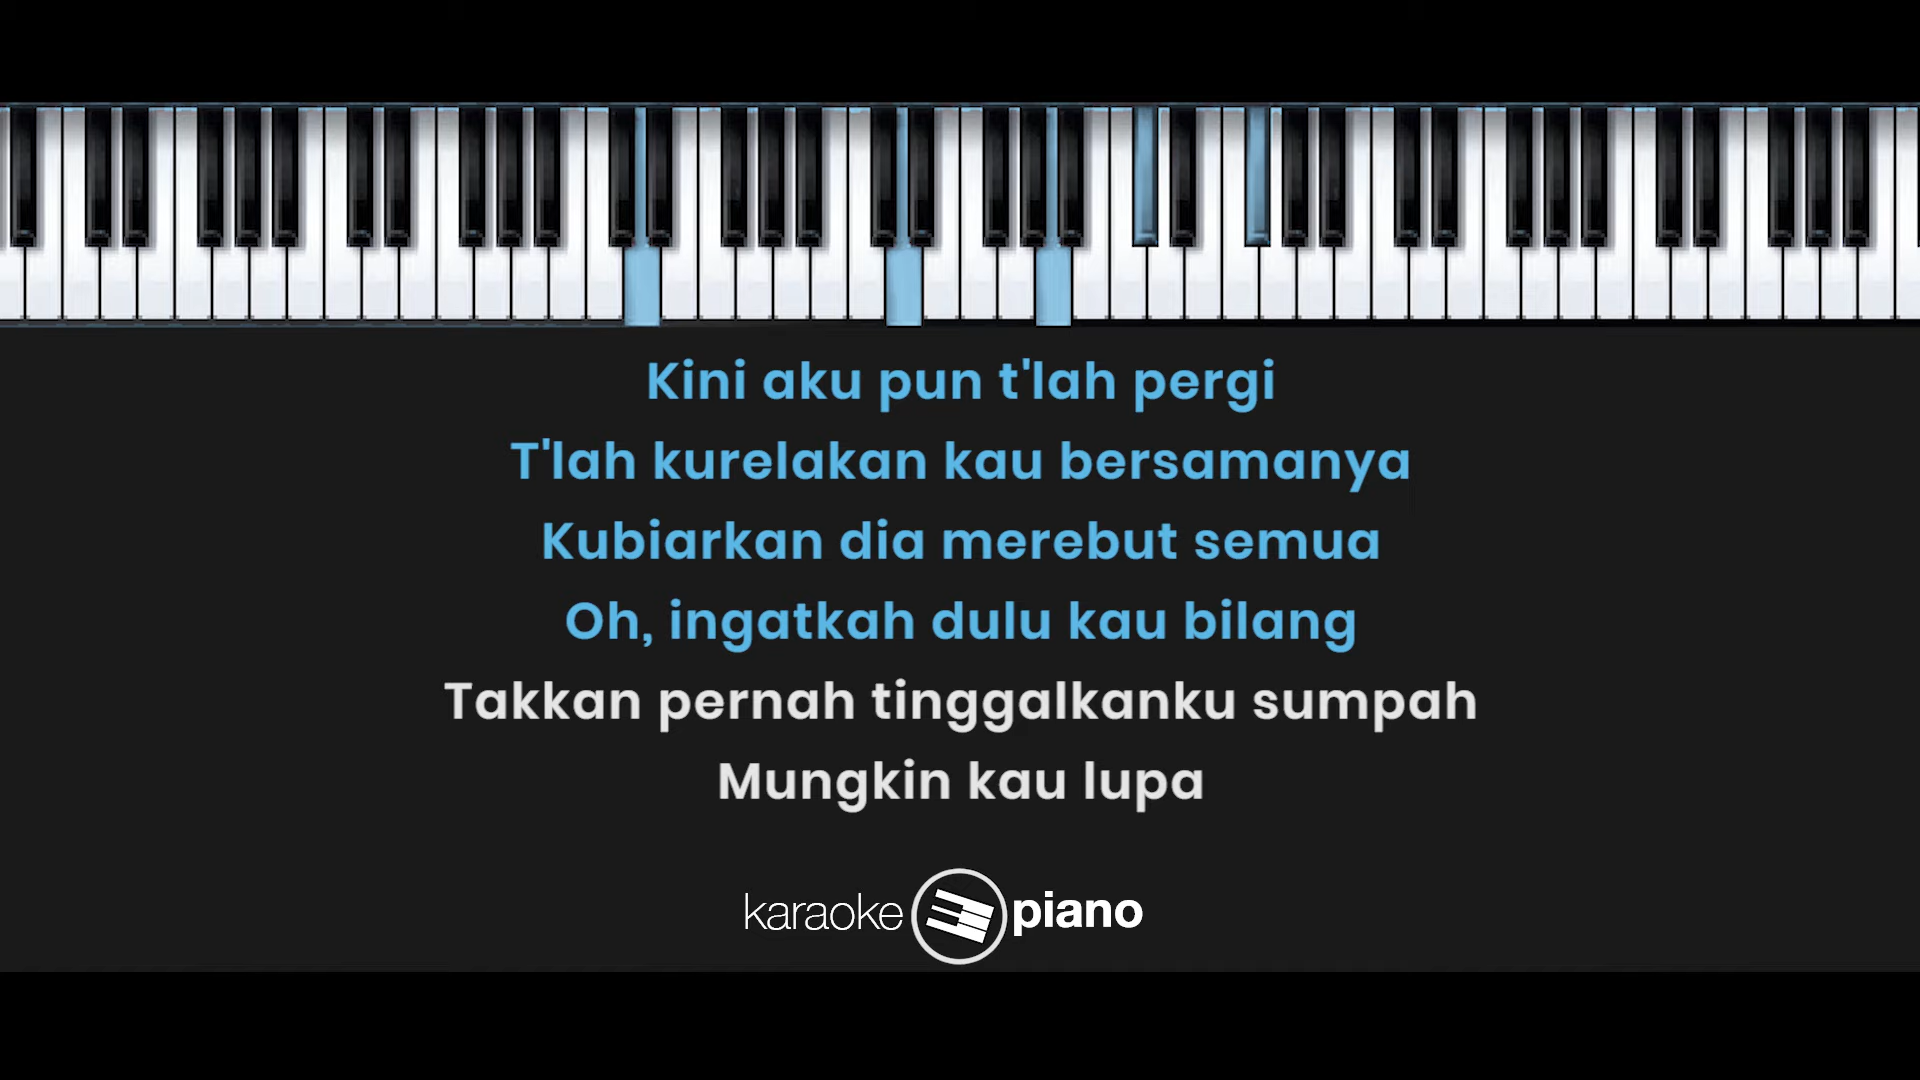 Kini aku pun t'lah pergi
T'lah kurelakan kau bersamanya
Kubiarkan dia merebut semua
Oh, ingatkah dulu kau bilang
Takkan pernah tinggalkanku sumpah
Mungkin kau lupa
karaoke piano